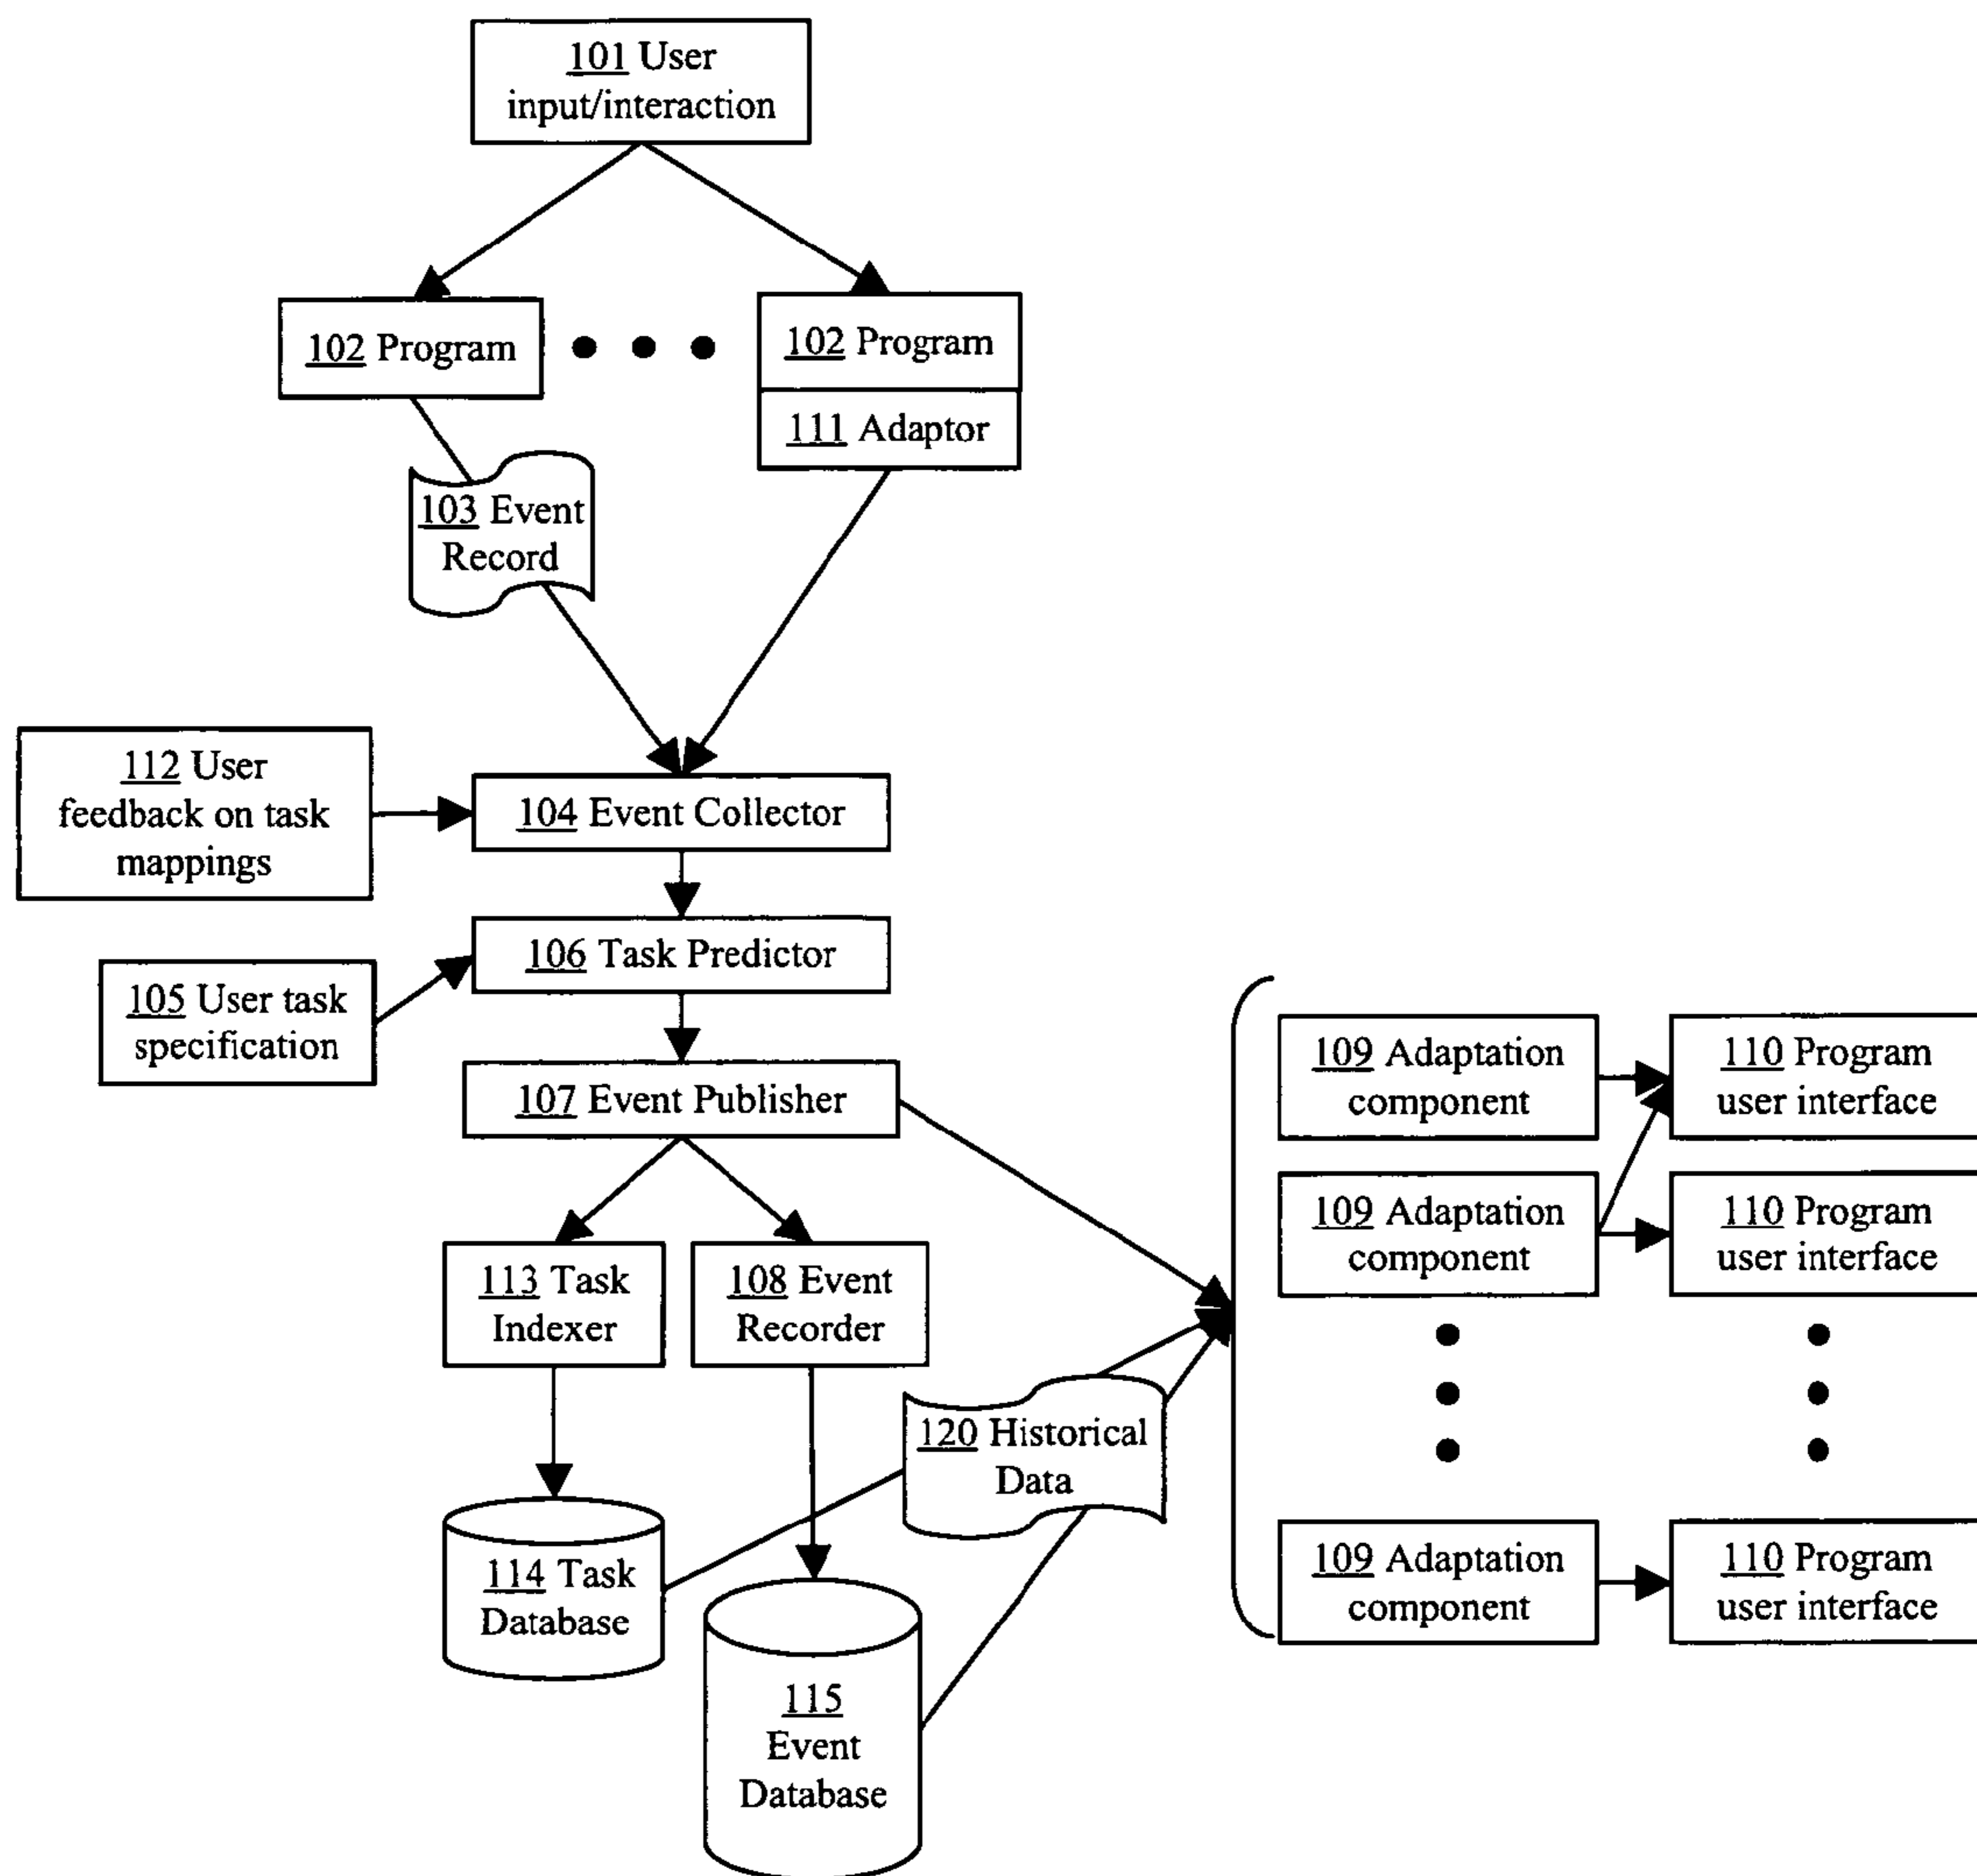 101 User
input/interaction
102 Program
102 Program
111 Adaptor
103 Event
Record
112 User
feedback on task
mappings
104 Event Collector
106 Task Predictor
105 User task
specification
107 Event Publisher
109 Adaptation
component
110 Program
user interface
109 Adaptation
component
110 Program
user interface
113 Task
Indexer
108 Event
Recorder
120 Historical
Data
114 Task
Database
109 Adaptation
component
110 Program
user interface
115
Event
Database